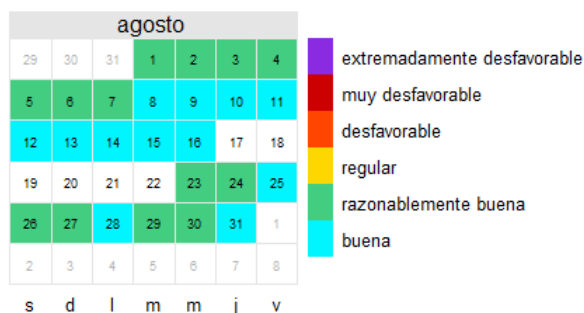 agosto
29 30 31 1 2 3 4
5 6 7 8 9 10 11
12 13 14 15 16 17 18
19 20 21 22 23 24 25
26 27 28 29 30 31 1
2 3 4 5 6 7 8
s d l m m j v
extremadamente desfavorable
muy desfavorable
desfavorable
regular
razonablemente buena
buena